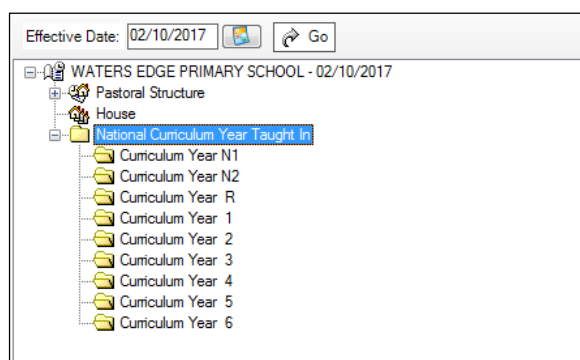 Effective Date: 02/10/2017 Go
WATERS EDGE PRIMARY SCHOOL - 02/10/2017
Pastoral Structure
House
National Curriculum Year Taught In
Curriculum Year N1
Curriculum Year N2
Curriculum Year R
Curriculum Year 1
Curriculum Year 2
Curriculum Year 3
Curriculum Year 4
Curriculum Year 5
Curriculum Year 6